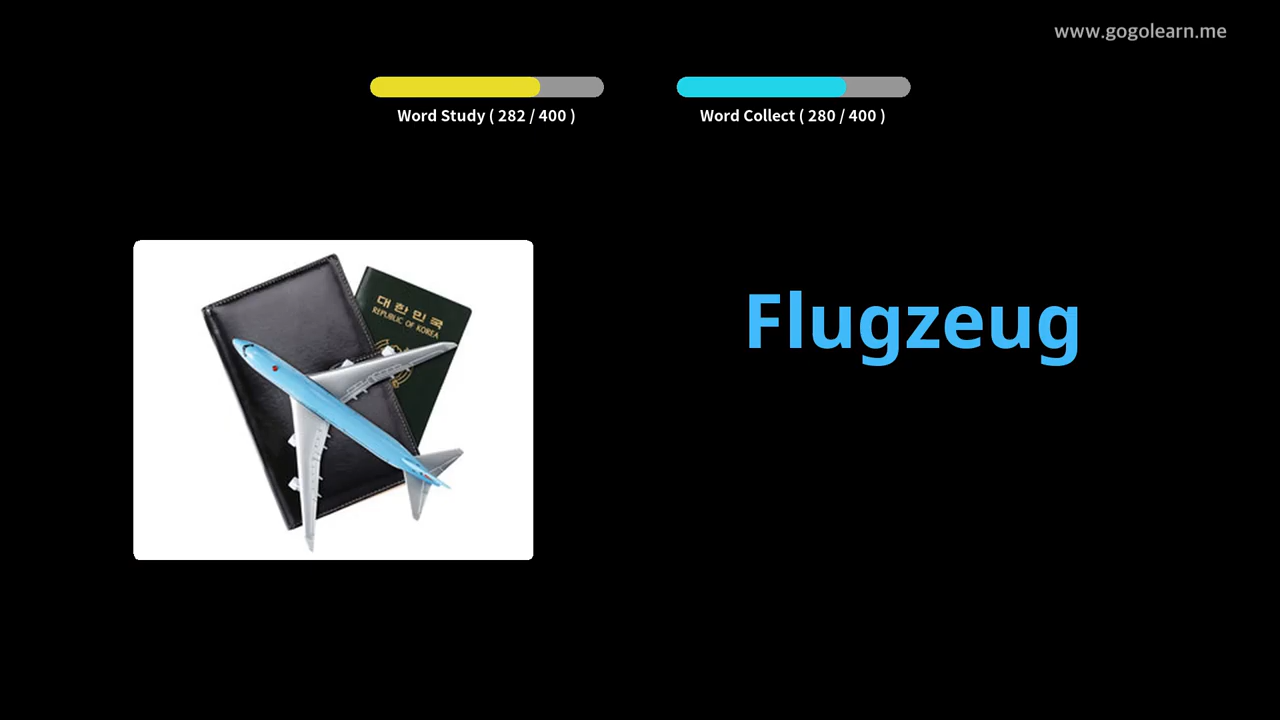 www.gogolearn.me
Word Study ( 282 / 400 )
Word Collect ( 280 / 400 )
대한민국
REPUBLIC OF KOREA
Flugzeug